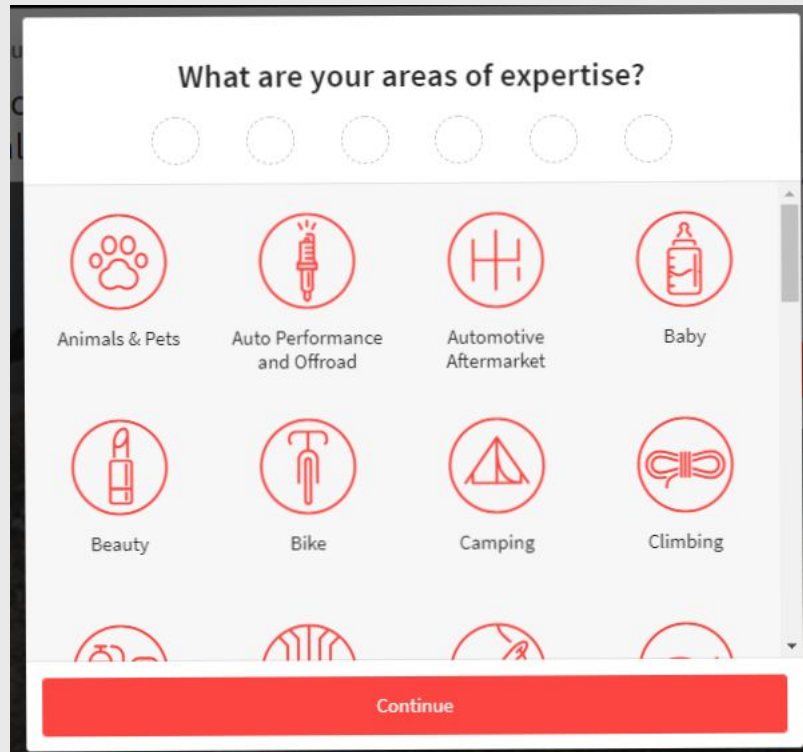 What are your areas of expertise?
Animals & Pets
Auto Performance
and Offroad
Automotive
Aftermarket
Baby
Beauty
Bike
Camping
Climbing
Continue